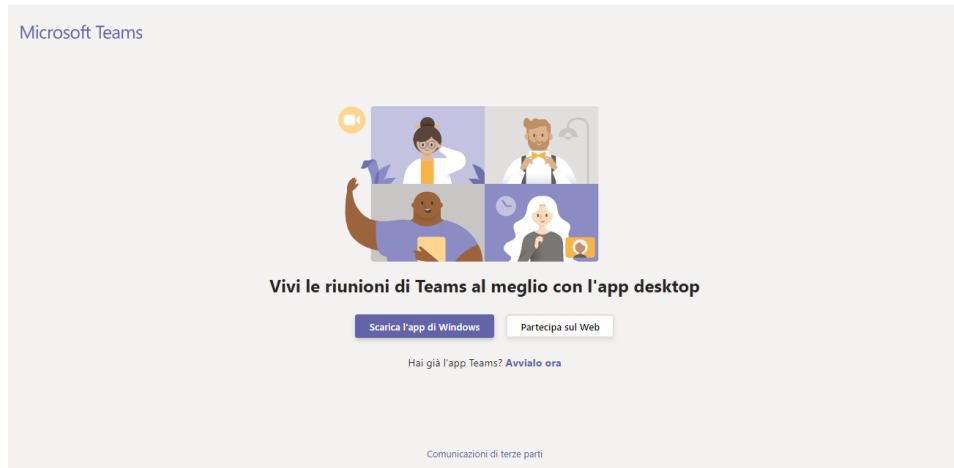 Microsoft Teams
Vivi le riunioni di Teams al meglio con l'app desktop
Scarica l'app di Windows
Partecipa sul Web
Hai già l'app Teams? Avvialo ora
Comunicazioni di terze parti